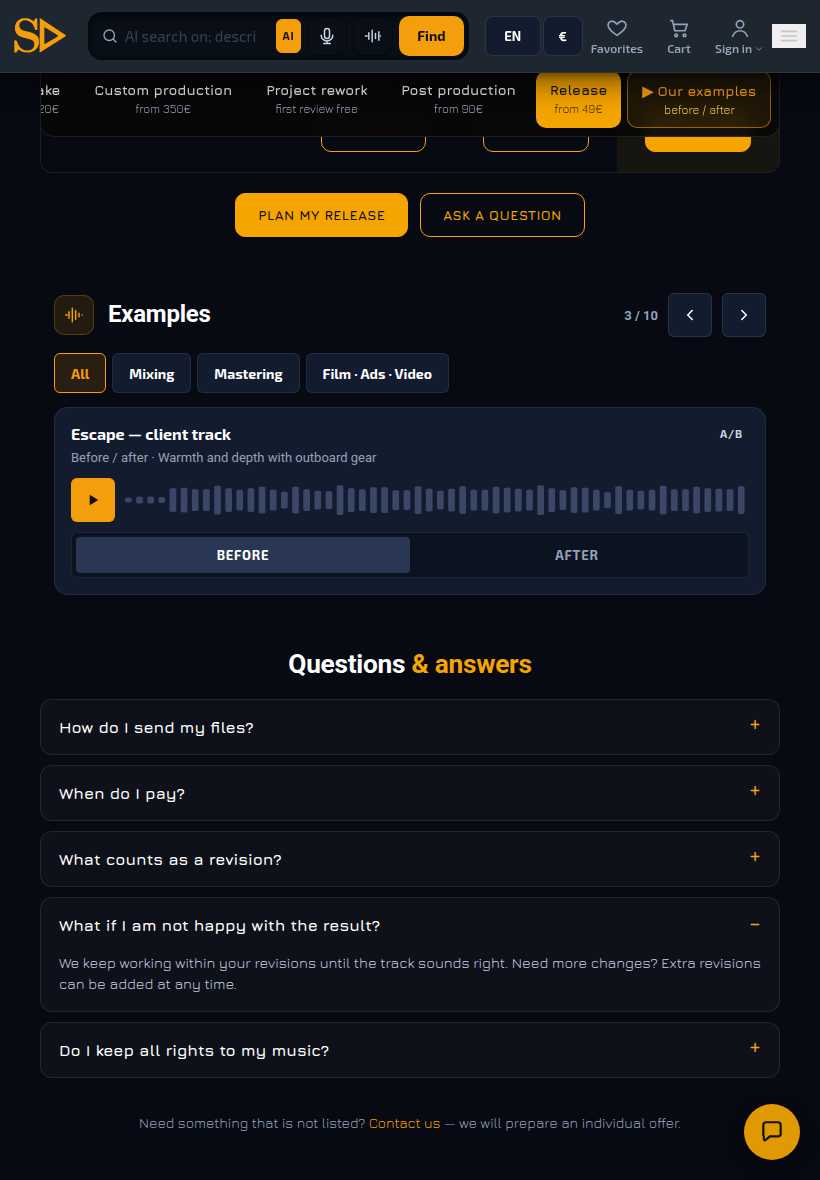 AI search on: descri
AI
Find
EN
€
Favorites
Cart
Sign in
ake
20€
Custom production
from 350€
Project rework
first review free
Post production
from 90€
Release
from 49€
▶ Our examples
before / after
PLAN MY RELEASE
ASK A QUESTION
Examples
3 / 10
All
Mixing
Mastering
Film · Ads · Video
Escape — client track
A/B
Before / after · Warmth and depth with outboard gear
BEFORE
AFTER
Questions & answers
How do I send my files?
+
When do I pay?
+
What counts as a revision?
+
What if I am not happy with the result?
−
We keep working within your revisions until the track sounds right. Need more changes? Extra revisions
can be added at any time.
Do I keep all rights to my music?
+
Need something that is not listed? Contact us — we will prepare an individual offer.